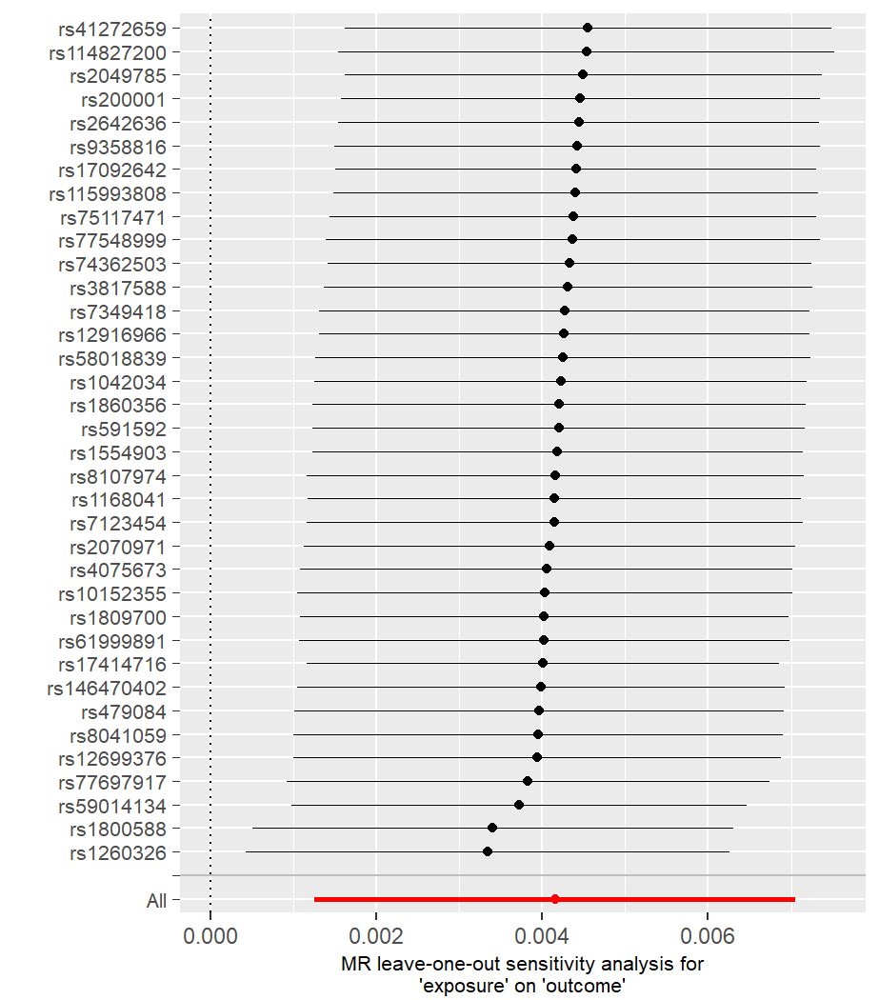 rs41272659
rs114827200
rs2049785
rs200001
rs2642636
rs9358816
rs17092642
rs115993808
rs75117471
rs77548999
rs74362503
rs3817588
rs7349418
rs12916966
rs58018839
rs1042034
rs1860356
rs591592
rs1554903
rs8107974
rs1168041
rs7123454
rs2070971
rs4075673
rs10152355
rs1809700
rs61999891
rs17414716
rs146470402
rs479084
rs8041059
rs12699376
rs77697917
rs59014134
rs1800588
rs1260326
All
0.000 0.002 0.004 0.006
MR leave-one-out sensitivity analysis for
'exposure' on 'outcome'